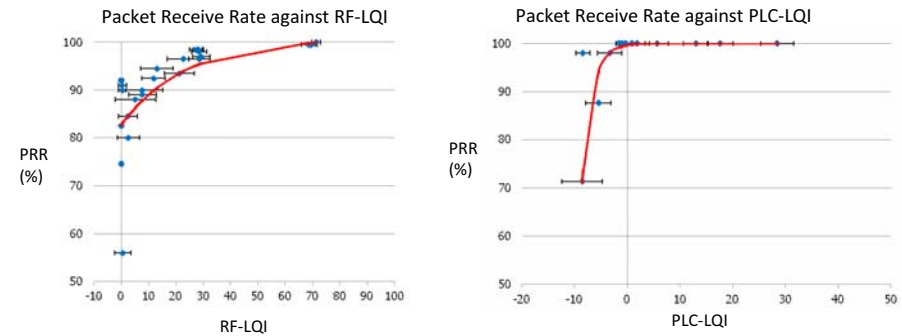 Packet Receive Rate against RF-LQI
100
90
80
70
60
50
PRR
(%)
-10 0 10 20 30 40 50 60 70 80 90 100
RF-LQI
Packet Receive Rate against PLC-LQI
100
90
80
70
60
50
PRR
(%)
-20 -10 0 10 20 30 40 50
PLC-LQI